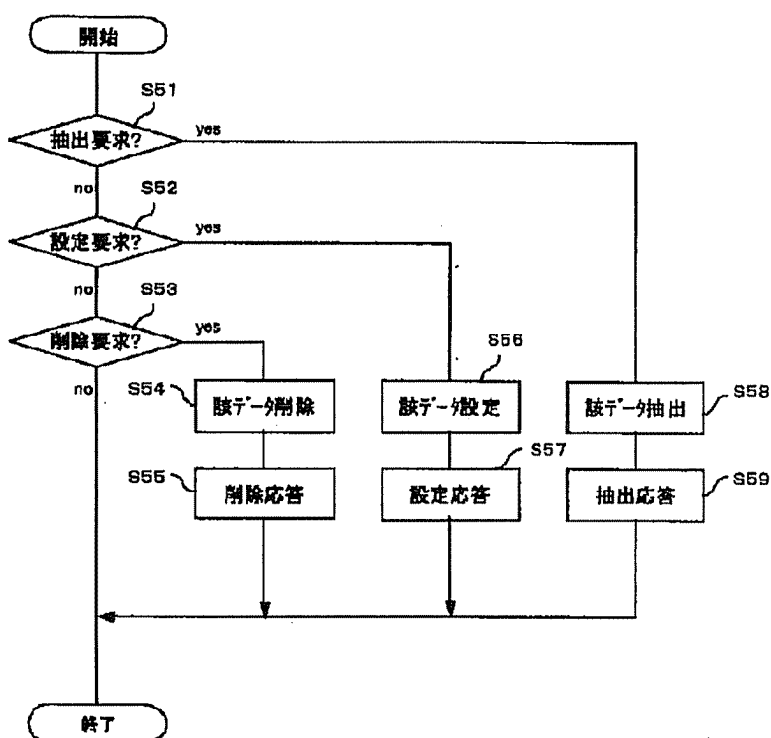 開始
S51
抽出要求?
yes
no
S52
設定要求?
yes
no
S53
削除要求?
yes
no
S54
該データ削除
S56
該データ設定
該データ抽出
S58
S55
削除応答
S57
設定応答
抽出応答
S59
終了